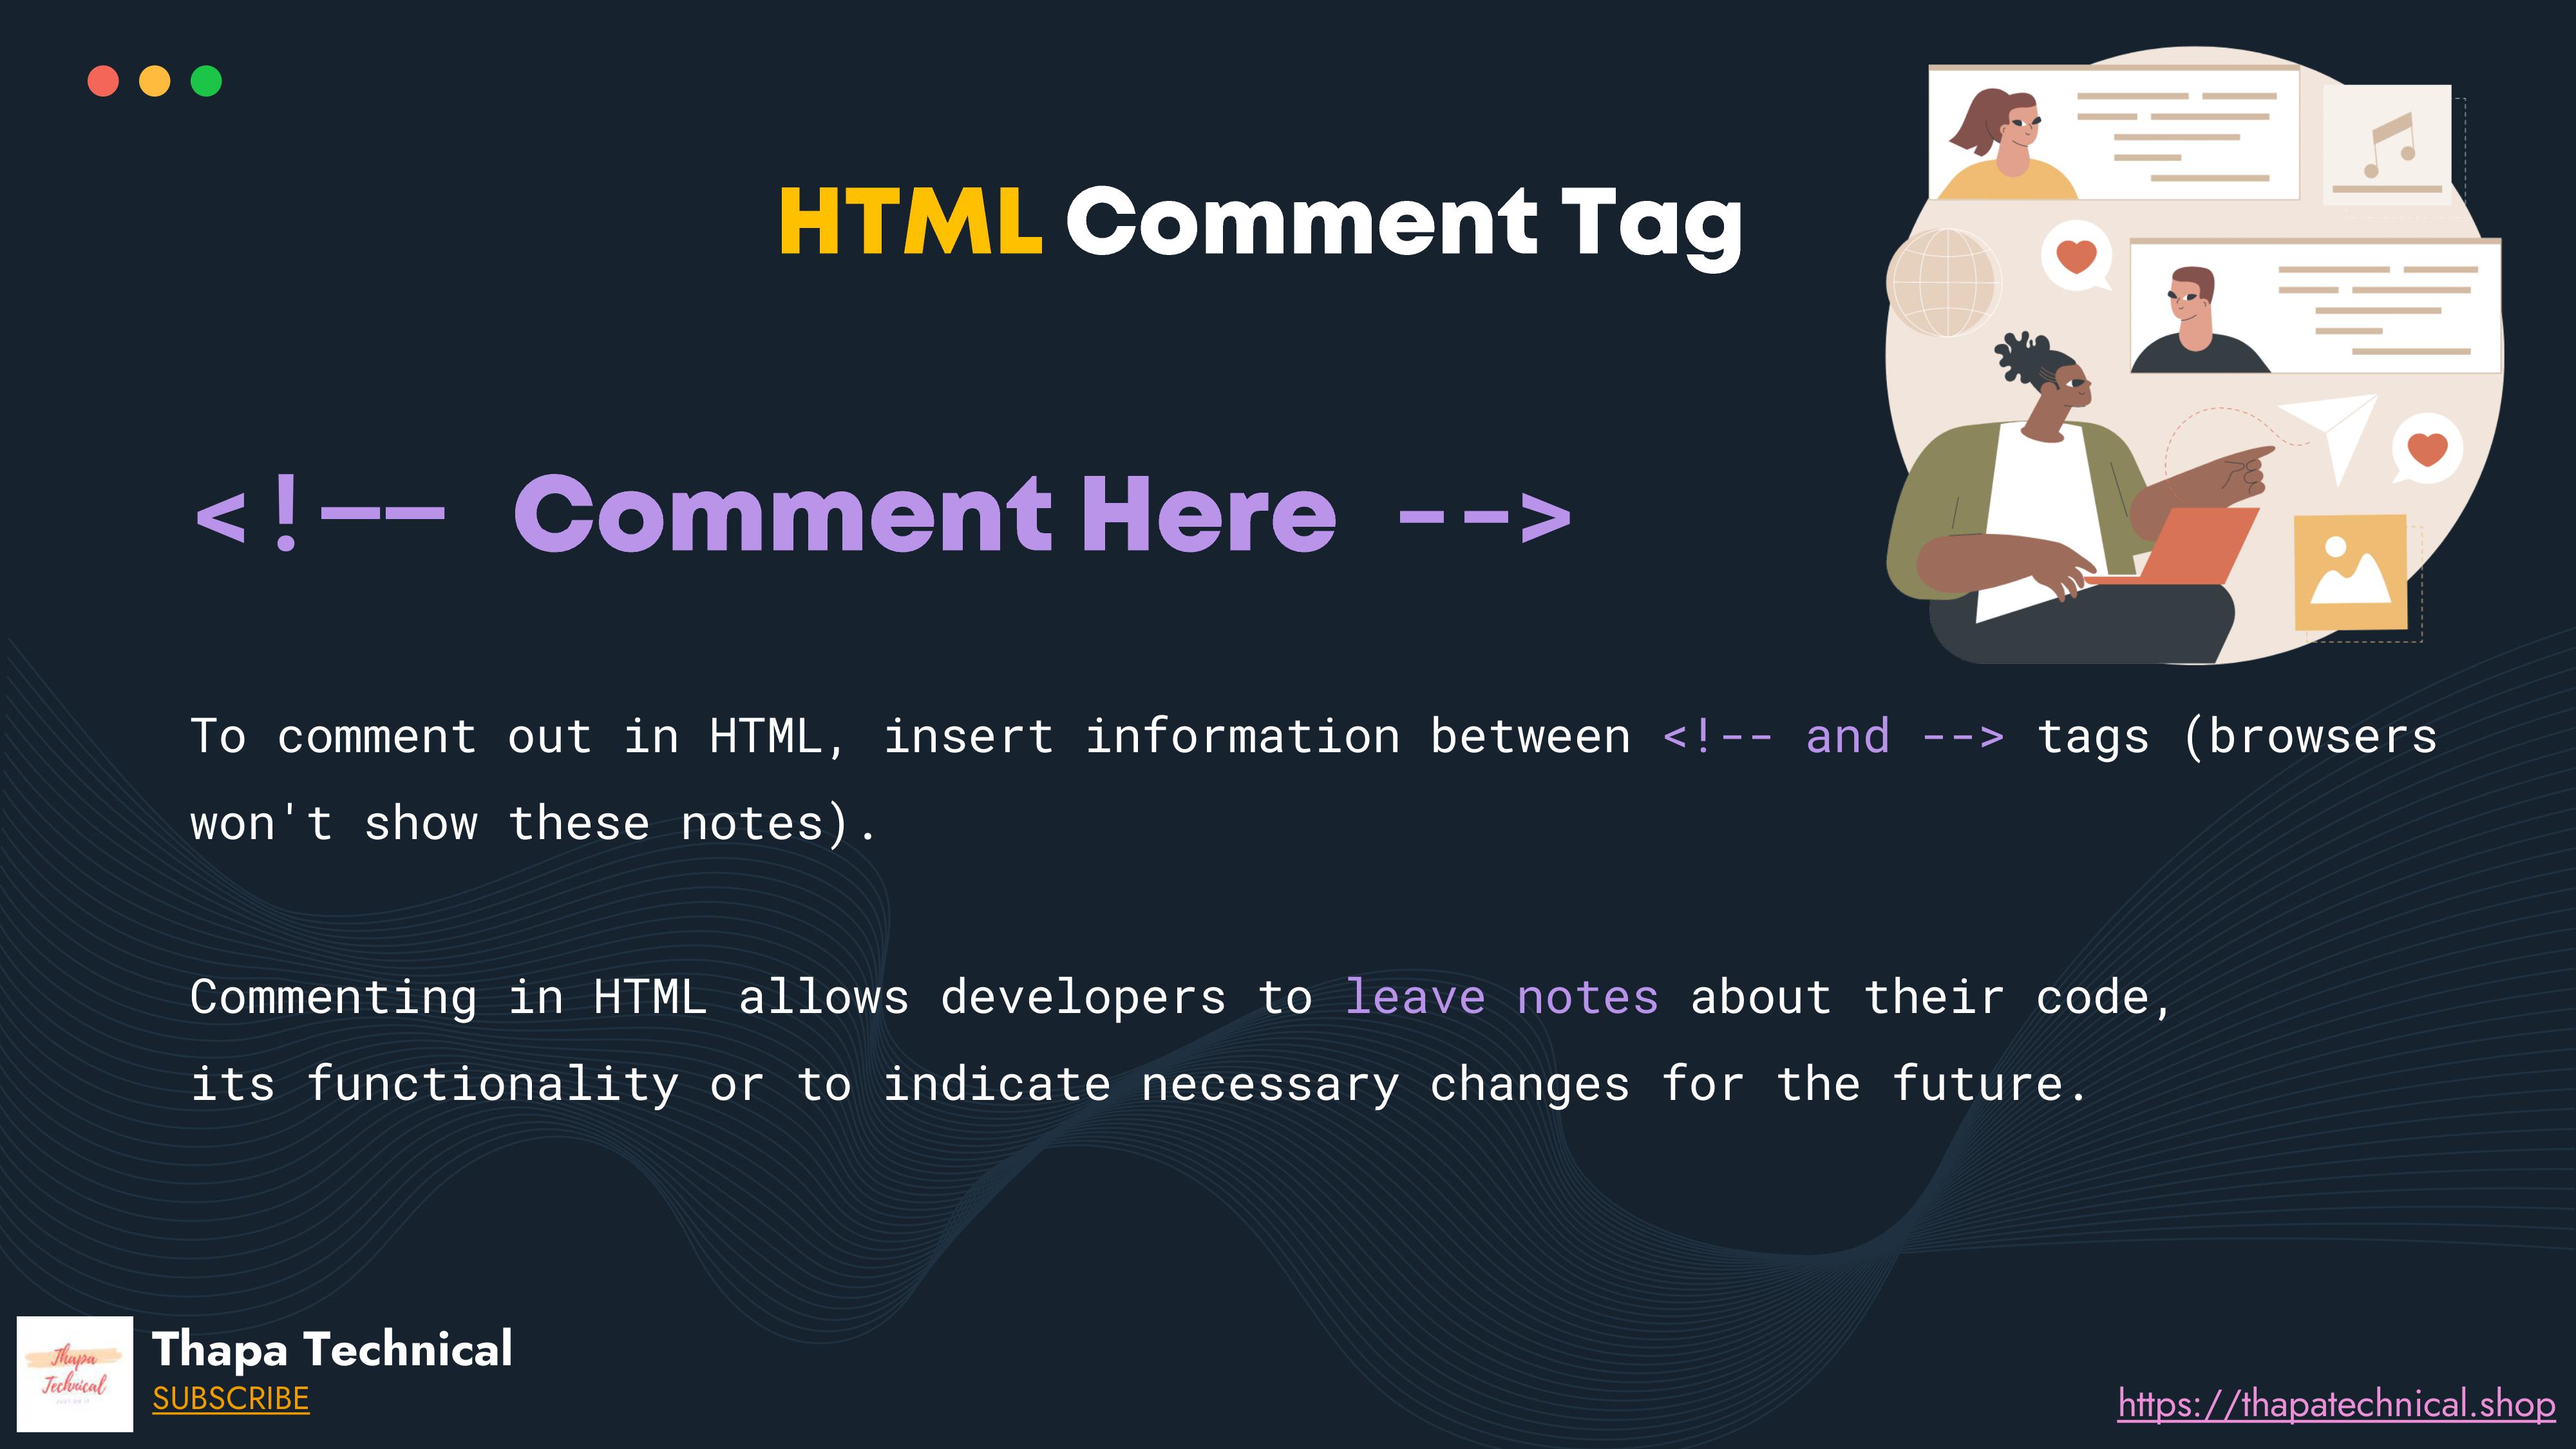 HTML Comment Tag
<!-- Comment Here -->
To comment out in HTML, insert information between <!-- and --> tags (browsers
won't show these notes).
Commenting in HTML allows developers to leave notes about their code,
its functionality or to indicate necessary changes for the future.
Thapa
Technical
Thapa Technical
SUBSCRIBE
https://thapatechnical.shop